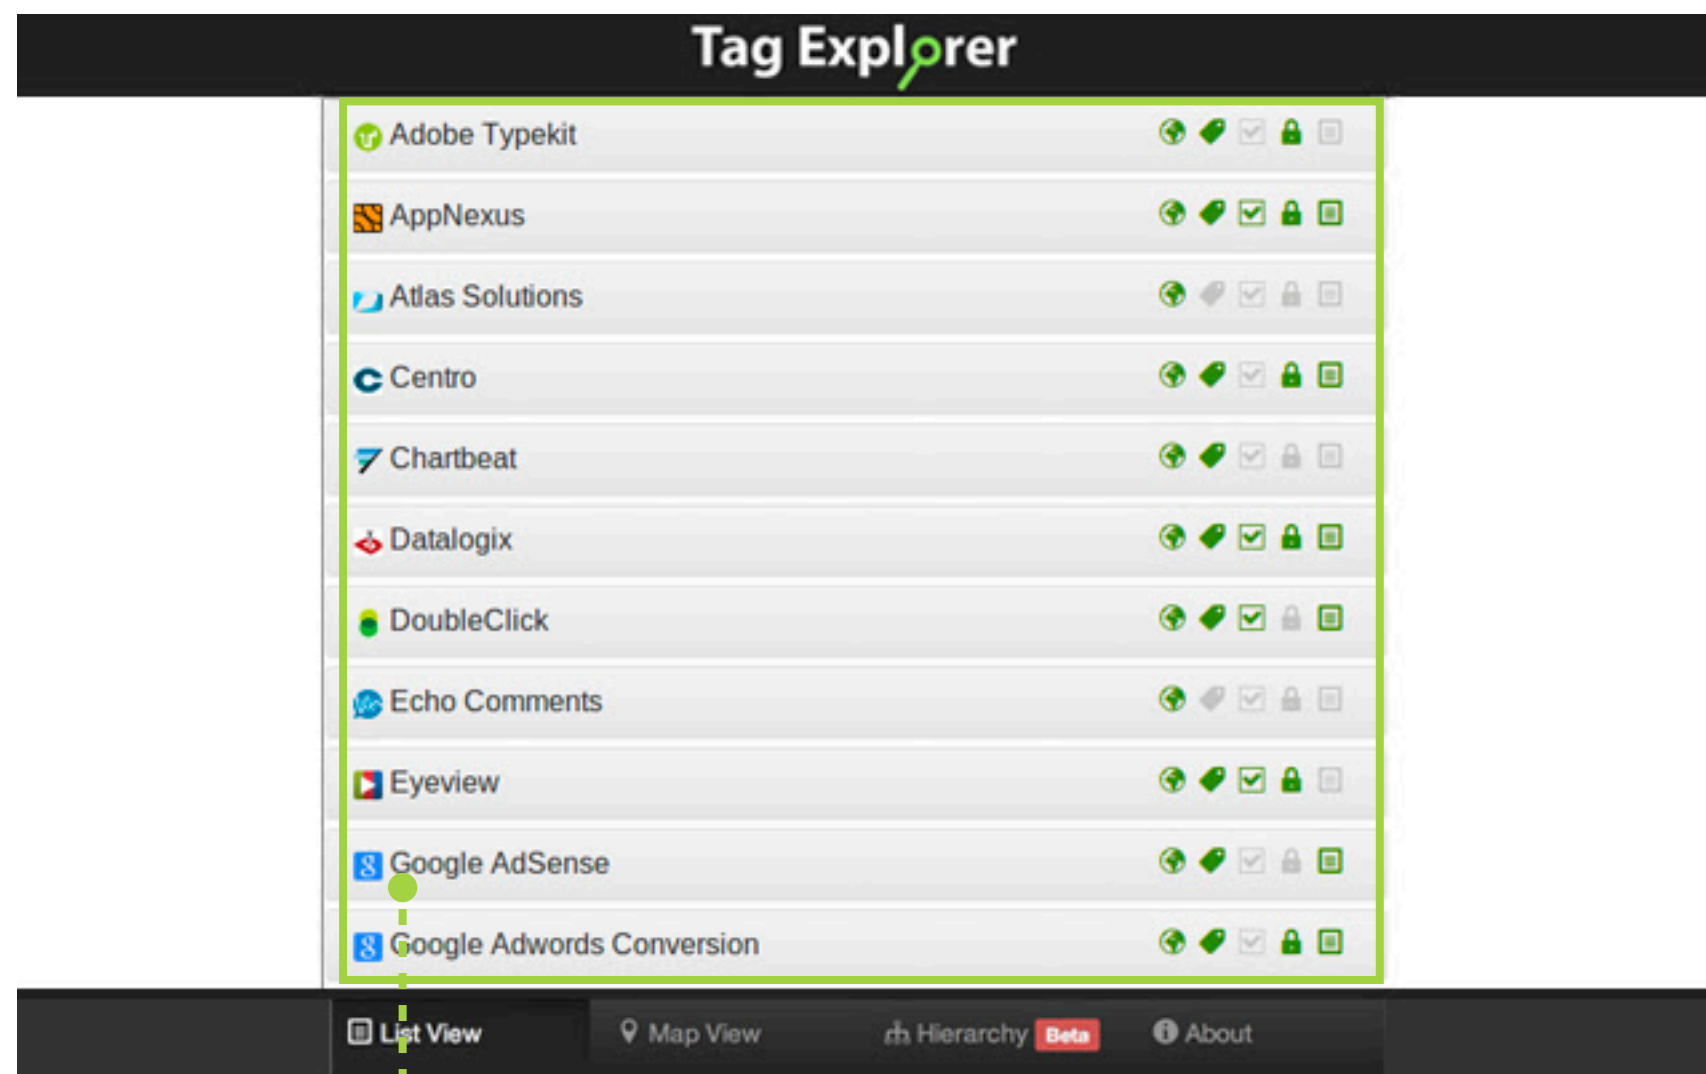 Tag Explorer
Adobe Typekit
AppNexus
Atlas Solutions
Centro
Chartbeat
Datalogix
DoubleClick
Echo Comments
Eyeview
Google AdSense
Google Adwords Conversion
List View Map View Hierarchy Beta About